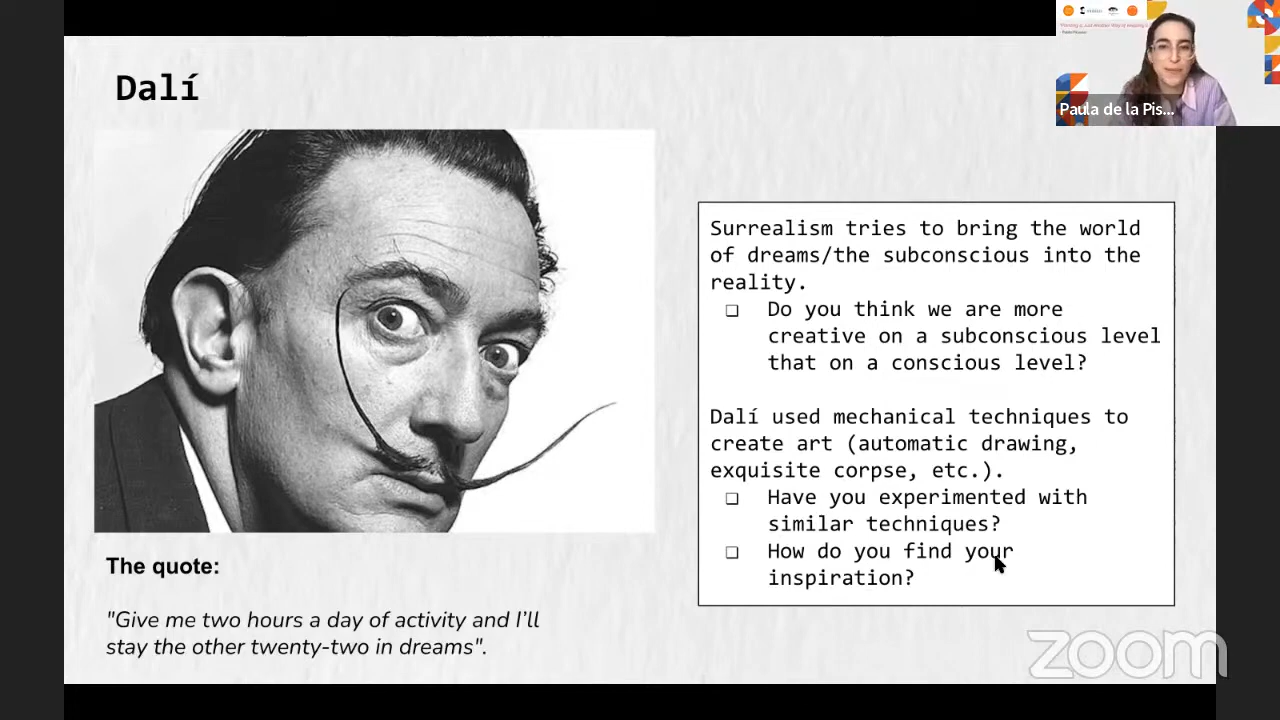 Dalí
Surrealism tries to bring the world
of dreams/the subconscious into the
reality.
❏ Do you think we are more
creative on a subconscious level
that on a conscious level?
Dalí used mechanical techniques to
create art (automatic drawing,
exquisite corpse, etc.).
❏ Have you experimented with
similar techniques?
❏ How do you find your
inspiration?
The quote:
"Give me two hours a day of activity and I’ll
stay the other twenty-two in dreams".
Paula de la Pis...
zoom